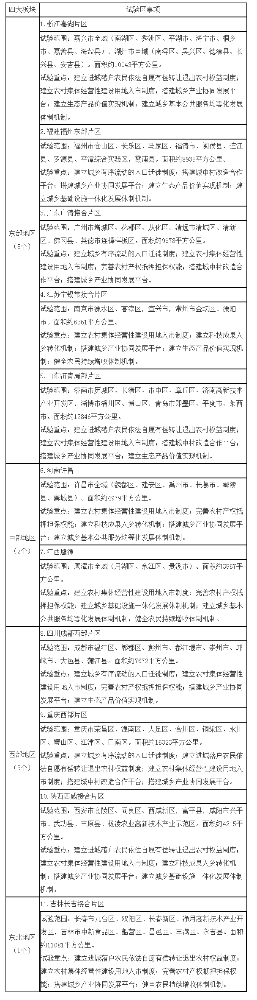 四大板块 试验区事项
东部地区
（5个）
1.浙江嘉湖片区
试验范围：嘉兴市全域（南湖区、秀洲区、平湖市、海宁市、桐乡
市、嘉善县、海盐县），湖州市全域（南浔区、吴兴区、德清县、长
兴县、安吉县）。面积约10043平方公里。
试验重点：建立进城落户农民依法自愿有偿转让退出农村权益制度；
建立农村集体经营性建设用地入市制度；搭建城乡产业协同发展平
台；建立生态产品价值实现机制；建立城乡基本公共服务均等化发展
体制机制。
2.福建福州东部片区
试验范围：福州市仓山区、长乐区、马尾区、福清市、闽侯县、连江
县、罗源县、平潭综合实验区，霞浦县。面积约8935平方公里。
试验重点：建立城乡有序流动的人口迁徙制度；搭建城中村改造合作
平台；搭建城乡产业协同发展平台；建立生态产品价值实现机制；建
立城乡基础设施一体化发展体制机制。
3.广东广清接合片区
试验范围：广州市增城区、花都区、从化区，清远市清城区、清新
区、佛冈县、英德市连樟样板区。面积约9978平方公里。
试验重点：建立城乡有序流动的人口迁徙制度；建立农村集体经营性
建设用地入市制度；完善农村产权抵押担保权能；搭建城中村改造合
作平台；搭建城乡产业协同发展平台。
4.江苏宁锡常接合片区
试验范围：南京市溧水区、高淳区，宜兴市，常州市金坛区、溧阳
市。面积约6361平方公里。
试验重点：建立农村集体经营性建设用地入市制度；建立科技成果入
乡转化机制；搭建城乡产业协同发展平台；建立生态产品价值实现机
制；健全农民持续增收体制机制。
5.山东济青局部片区
试验范围：济南市历城区、长清区、市中区、章丘区、济南高新技术
产业开发区，淄博市淄川区、博山区，青岛市即墨区、平度市、莱西
市。面积约12846平方公里。
试验重点：建立进城落户农民依法自愿有偿转让退出农村权益制度；
建立农村集体经营性建设用地入市制度；搭建城中村改造合作平台；
搭建城乡产业协同发展平台；建立生态产品价值实现机制。
中部地区
（2个）
6.河南许昌
试验范围：许昌市全域（魏都区、建安区、禹州市、长葛市、鄢陵
县、襄城县）。面积约4979平方公里。
试验重点：建立农村集体经营性建设用地入市制度；完善农村产权抵
押担保权能；建立科技成果入乡转化机制；搭建城乡产业协同发展平
台；建立城乡基本公共服务均等化发展体制机制。
7.江西鹰潭
试验范围：鹰潭市全域（月湖区、余江区、贵溪市）。面积约3557平
方公里。
试验重点：建立农村集体经营性建设用地入市制度；完善农村产权抵
押担保权能；建立城乡基础设施一体化发展体制机制；建立城乡基本
公共服务均等化发展体制机制；健全农民持续增收体制机制。
西部地区
（3个）
8.四川成都西部片区
试验范围：成都市温江区、郫都区、彭州市、都江堰市、崇州市、邛
崃市、大邑县、蒲江县。面积约7672平方公里。
试验重点：建立城乡有序流动的人口迁徙制度；建立农村集体经营性
建设用地入市制度；完善农村产权抵押担保权能；搭建城乡产业协同
发展平台；建立生态产品价值实现机制。
9.重庆西部片区
试验范围：重庆市荣昌区、潼南区、大足区、合川区、铜梁区、永川
区、璧山区、江津区、巴南区。面积约15323平方公里。
试验重点：建立城乡有序流动的人口迁徙制度；建立进城落户农民依
法自愿有偿转让退出农村权益制度；建立农村集体经营性建设用地入
市制度；搭建城中村改造合作平台；搭建城乡产业协同发展平台。
10.陕西西咸接合片区
试验范围：西安市高陵区、阎良区、西咸新区，富平县，咸阳市兴平
市、武功县、三原县、杨凌农业高新技术产业示范区。面积约4215平
方公里。
试验重点：建立进城落户农民依法自愿有偿转让退出农村权益制度；
建立农村集体经营性建设用地入市制度；建立科技成果入乡转化机
制；搭建城乡产业协同发展平台；建立城乡基础设施一体化发展体制
机制。
东北地区
（1个）
11.吉林长吉接合片区
试验范围：长春市九台区、双阳区、长春新区、净月高新技术产业开
发区，吉林市中新食品区、船营区、昌邑区、丰满区、永吉县。面积
约11081平方公里。
试验重点：建立进城落户农民依法自愿有偿转让退出农村权益制度；
建立农村集体经营性建设用地入市制度；完善农村产权抵押担保权
能；搭建城乡产业协同发展平台；健全农民持续增收体制机制。